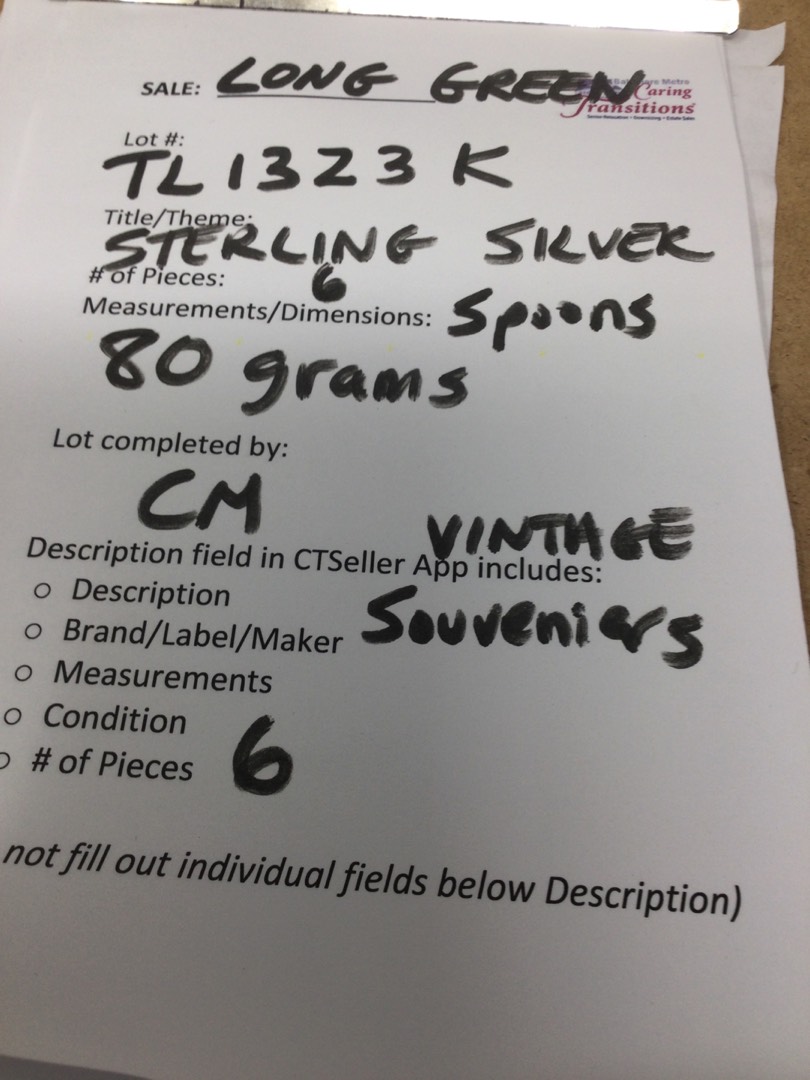 SALE: LONG GREEN
Caring
Transitions
Lot #:
TL 1323 K
Title/Theme:
STERLING SILVER
# of Pieces: 6
Measurements/Dimensions: Spoons
80 grams
Lot completed by:
CM VINTAGE
Description field in CTSeller App includes:
○ Description
○ Brand/Label/Maker Souveniers
○ Measurements
○ Condition
○ # of Pieces 6
not fill out individual fields below Description)